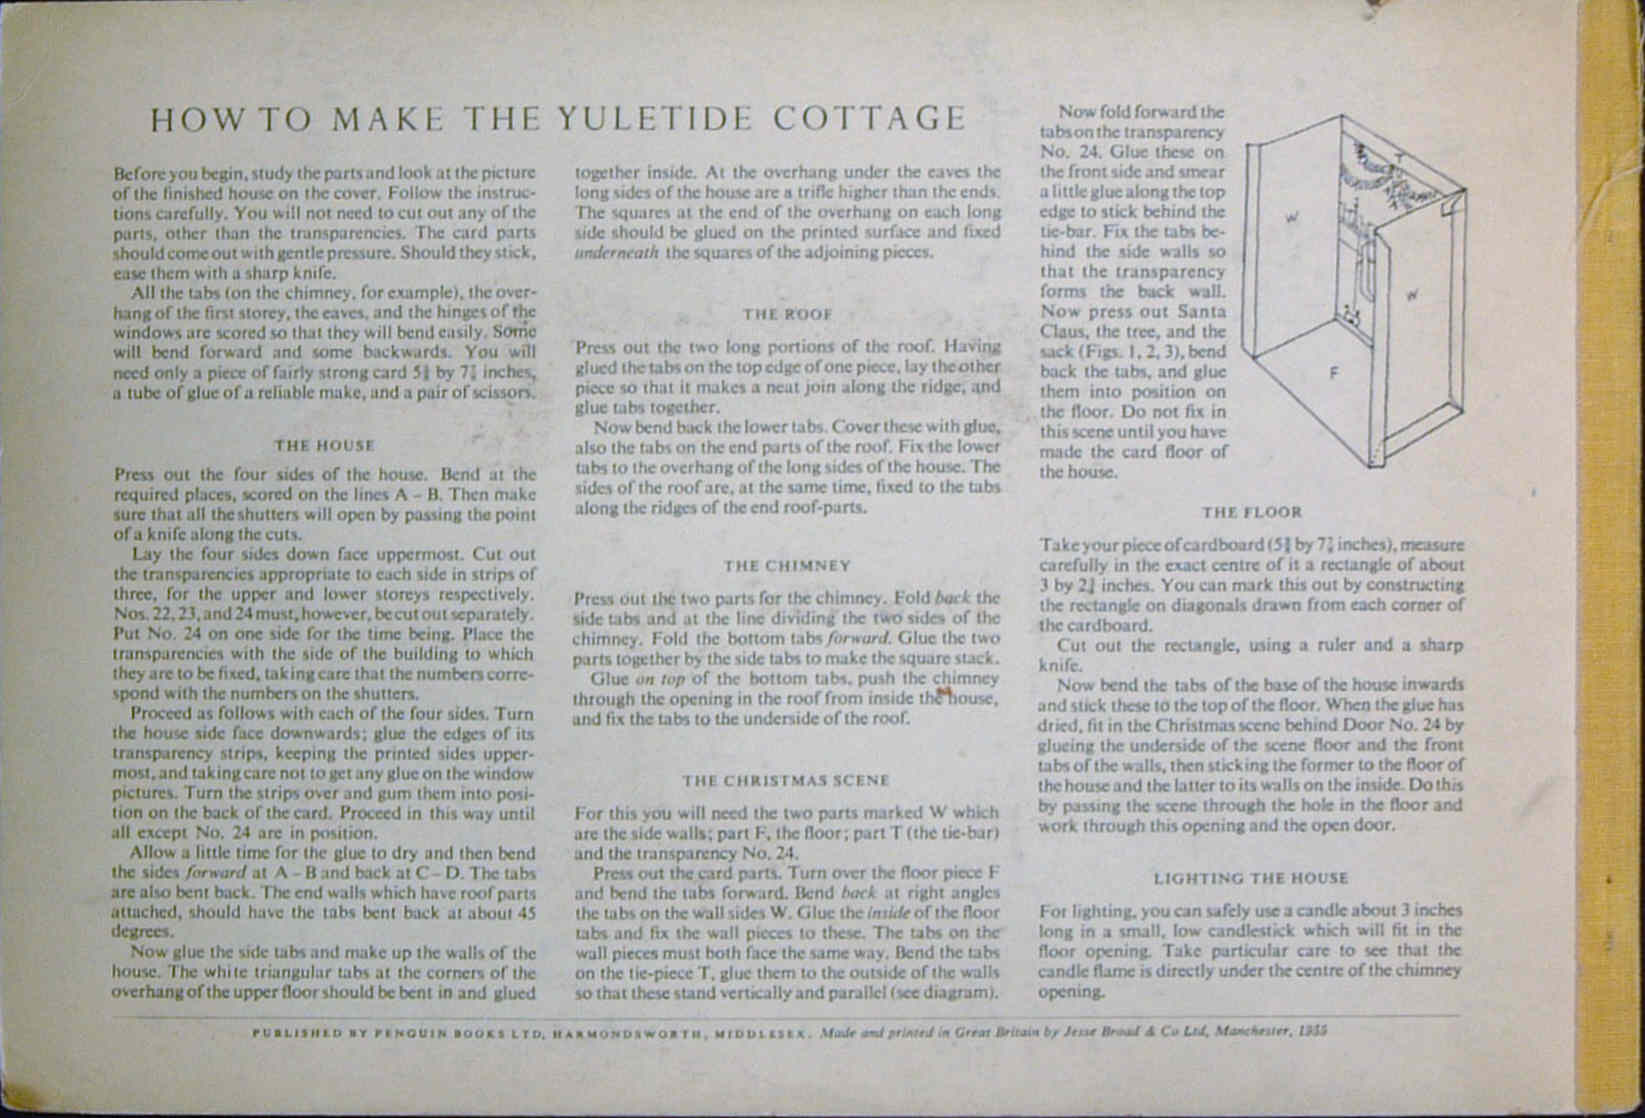 HOW TO MAKE THE YULETIDE COTTAGE
Before you begin, study the parts and look at the picture
of the finished house on the cover. Follow the instruc-
tions carefully. You will not need to cut out any of the
parts, other than the transparencies. The card parts
should come out with gentle pressure. Should they stick,
ease them with a sharp knife.
All the tabs (on the chimney, for example), the over-
hang of the first storey, the eaves, and the hinges of the
windows are scored so that they will bend easily. Some
will bend forward and some backwards. You will
need only a piece of fairly strong card by inches,
a tube of glue of a reliable make, and a pair of scissors.
THE HOUSE
Press out the four sides of the house. Bend at the
required places, scored on the lines A – B. Then make
sure that all the shutters will open by passing the point
of a knife along the cuts.
Lay the four sides down face uppermost. Cut out
the transparencies appropriate to each side in strips of
three, for the upper and lower storeys respectively.
Nos. 22, 23, and 24 must, however, be cut out separately.
Put No. 24 on one side for the time being. Place the
transparencies with the side of the building to which
they are to be fixed, taking care that the numbers corre-
spond with the numbers on the shutters.
Proceed as follows with each of the four sides. Turn
the house side face downwards; glue the edges of its
transparency strips, keeping the printed sides upper-
most, and taking care not to get any glue on the window
pictures. Turn the strips over and gum them into posi-
tion on the back of the card. Proceed in this way until
all except No. 24 are in position.
Allow a little time for the glue to dry and then bend
the sides forward at A – B and back at C – D. The tabs
are also bent back. The end walls which have roof parts
attached, should have the tabs bent back at about 45
degrees.
Now glue the side tabs and make up the walls of the
house. The white triangular tabs at the corners of the
overhang of the upper floor should be bent in and glued
together inside. At the overhang under the eaves the
long sides of the house are a trifle higher than the ends.
The squares at the end of the overhang on each long
side should be glued on the printed surface and fixed
underneath the squares of the adjoining pieces.
THE ROOF
Press out the two long portions of the roof. Having
glued the tabs on the top edge of one piece, lay the other
piece so that it makes a neat join along the ridge, and
glue tabs together.
Now bend back the lower tabs. Cover these with glue,
also the tabs on the end parts of the roof. Fix the lower
tabs to the overhang of the long sides of the house. The
sides of the roof are, at the same time, fixed to the tabs
along the ridges of the end roof-parts.
THE CHIMNEY
Press out the two parts for the chimney. Fold back the
side tabs and at the line dividing the two sides of the
chimney. Fold the bottom tabs forward. Glue the two
parts together by the side tabs to make the square stack.
Glue on top of the bottom tabs, push the chimney
through the opening in the roof from inside the house,
and fix the tabs to the underside of the roof.
THE CHRISTMAS SCENE
For this you will need the two parts marked W which
are the side walls; part F, the floor; part T (the tie-bar)
and the transparency No. 24.
Press out the card parts. Turn over the floor piece F
and bend the tabs forward. Bend back at right angles
the tabs on the wall sides W. Glue the inside of the floor
tabs and fix the wall pieces to these. The tabs on the
wall pieces must both face the same way. Bend the tabs
on the tie-piece T, glue them to the outside of the walls
so that these stand vertically and parallel (see diagram).
Now fold forward the
tabs on the transparency
No. 24. Glue these on
the front side and smear
a little glue along the top
edge to stick behind the
tie-bar. Fix the tabs be-
hind the side walls so
that the transparency
forms the back wall.
Now press out Santa
Claus, the tree, and the
sack (Figs. 1, 2, 3), bend
back the tabs, and glue
them into position on
the floor. Do not fix in
this scene until you have
made the card floor of
the house.
T
W
W
F
THE FLOOR
Take your piece of cardboard ( by inches), measure
carefully in the exact centre of it a rectangle of about
3 by inches. You can mark this out by constructing
the rectangle on diagonals drawn from each corner of
the cardboard.
Cut out the rectangle, using a ruler and a sharp
knife.
Now bend the tabs of the base of the house inwards
and stick these to the top of the floor. When the glue has
dried, fit in the Christmas scene behind Door No. 24 by
glueing the underside of the scene floor and the front
tabs of the walls, then sticking the former to the floor of
the house and the latter to its walls on the inside. Do this
by passing the scene through the hole in the floor and
work through this opening and the open door.
LIGHTING THE HOUSE
For lighting, you can safely use a candle about 3 inches
long in a small, low candlestick which will fit in the
floor opening. Take particular care to see that the
candle flame is directly under the centre of the chimney
opening.
PUBLISHED BY PENGUIN BOOKS LTD, HARMONDSWORTH, MIDDLESEX. Made and printed in Great Britain by Jesse Broad & Co Ltd, Manchester, 1955